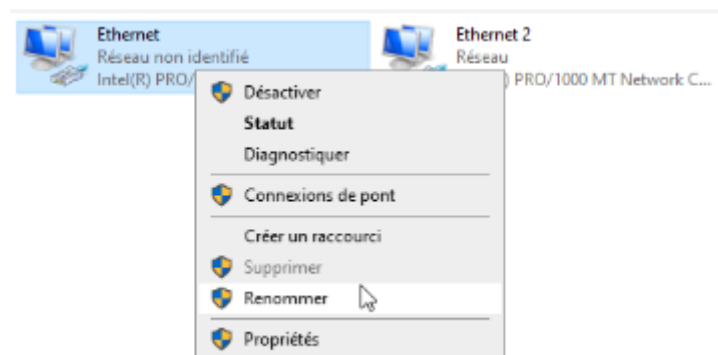 Ethernet
Réseau non identifié
Intel(R) PRO/
Ethernet 2
Réseau
) PRO/1000 MT Network C...
Désactiver
Statut
Diagnostiquer
Connexions de pont
Créer un raccourci
Supprimer
Renommer
Propriétés